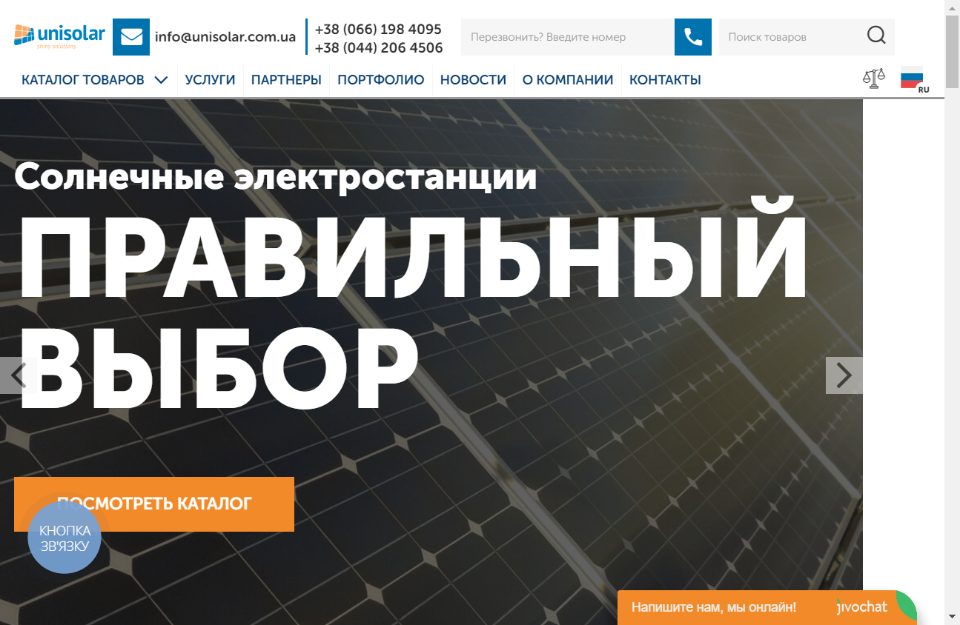 unisolar
info@unisolar.com.ua
+38 (066) 198 4095
+38 (044) 206 4506
Перезвонить? Введите номер
Поиск товаров
КАТАЛОГ ТОВАРОВ
УСЛУГИ
ПАРТНЕРЫ
ПОРТФОЛИО
НОВОСТИ
О КОМПАНИИ
КОНТАКТЫ
RU
Солнечные электростанции
ПРАВИЛЬНЫЙ
ВЫБОР
ПОСМОТРЕТЬ КАТАЛОГ
КНОПКА
ЗВ'ЯЗКУ
Напишите нам, мы онлайн!
jivochat